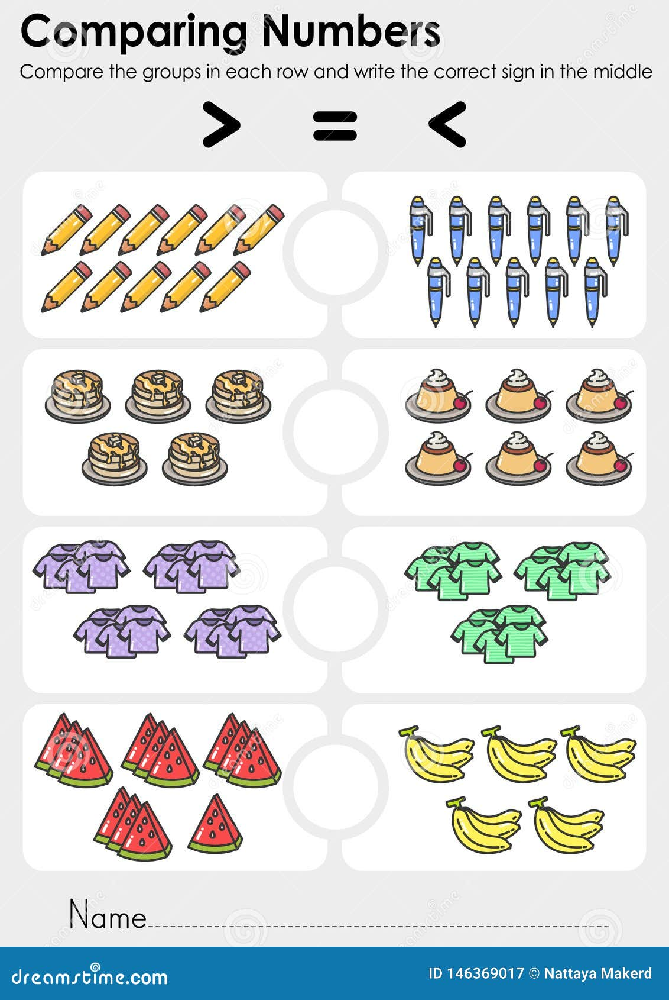 Comparing Numbers
Compare the groups in each row and write the correct sign in the middle
> = <
Name
dreamstime.com
ID 146369017 © Nattaya Makerd